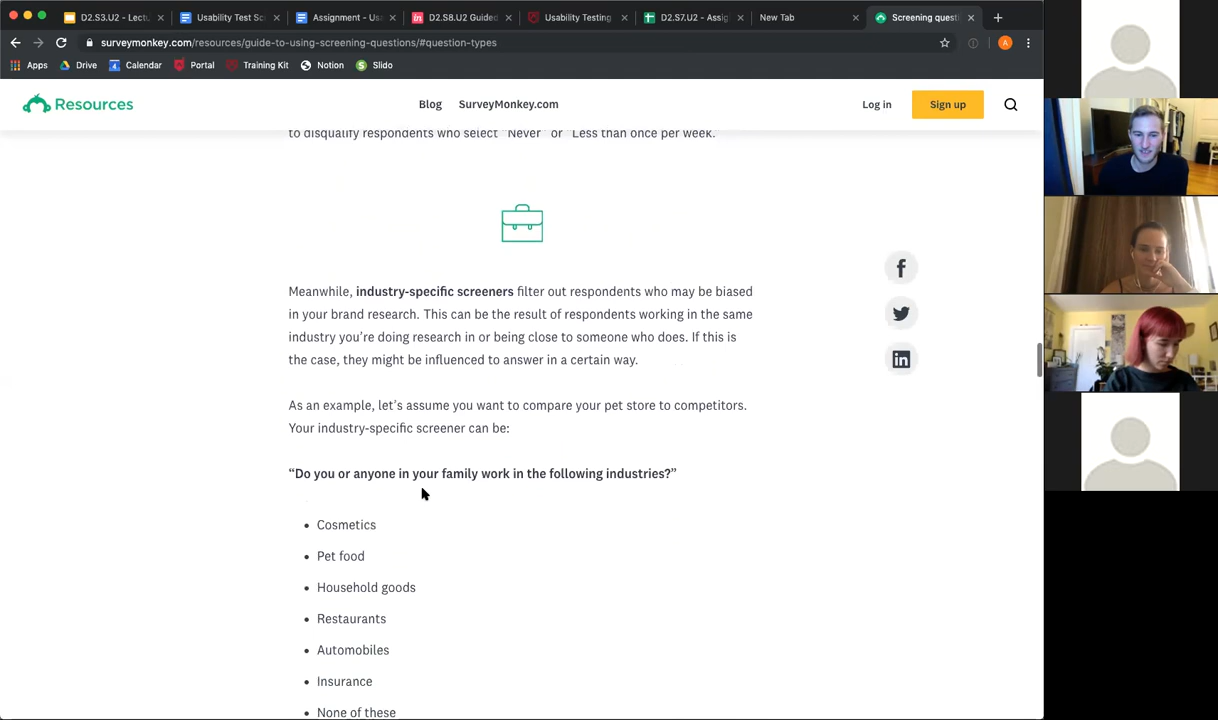 D2.S3.U2 - Lect
Usability Test Sc
Assignment - Usa
D2.S8.U2 Guided
Usability Testing
D2.S7.U2 - Assig
New Tab
Screening questi
surveymonkey.com/resources/guide-to-using-screening-questions/#question-types
A
Apps
Drive
Calendar
Portal
Training Kit
Notion
Slido
Resources
Blog
SurveyMonkey.com
Log in
Sign up
to disqualify respondents who select “Never” or “Less than once per week.”
Meanwhile, industry-specific screeners filter out respondents who may be biased
in your brand research. This can be the result of respondents working in the same
industry you’re doing research in or being close to someone who does. If this is
the case, they might be influenced to answer in a certain way.
As an example, let’s assume you want to compare your pet store to competitors.
Your industry-specific screener can be:
“Do you or anyone in your family work in the following industries?”
• Cosmetics
• Pet food
• Household goods
• Restaurants
• Automobiles
• Insurance
• None of these